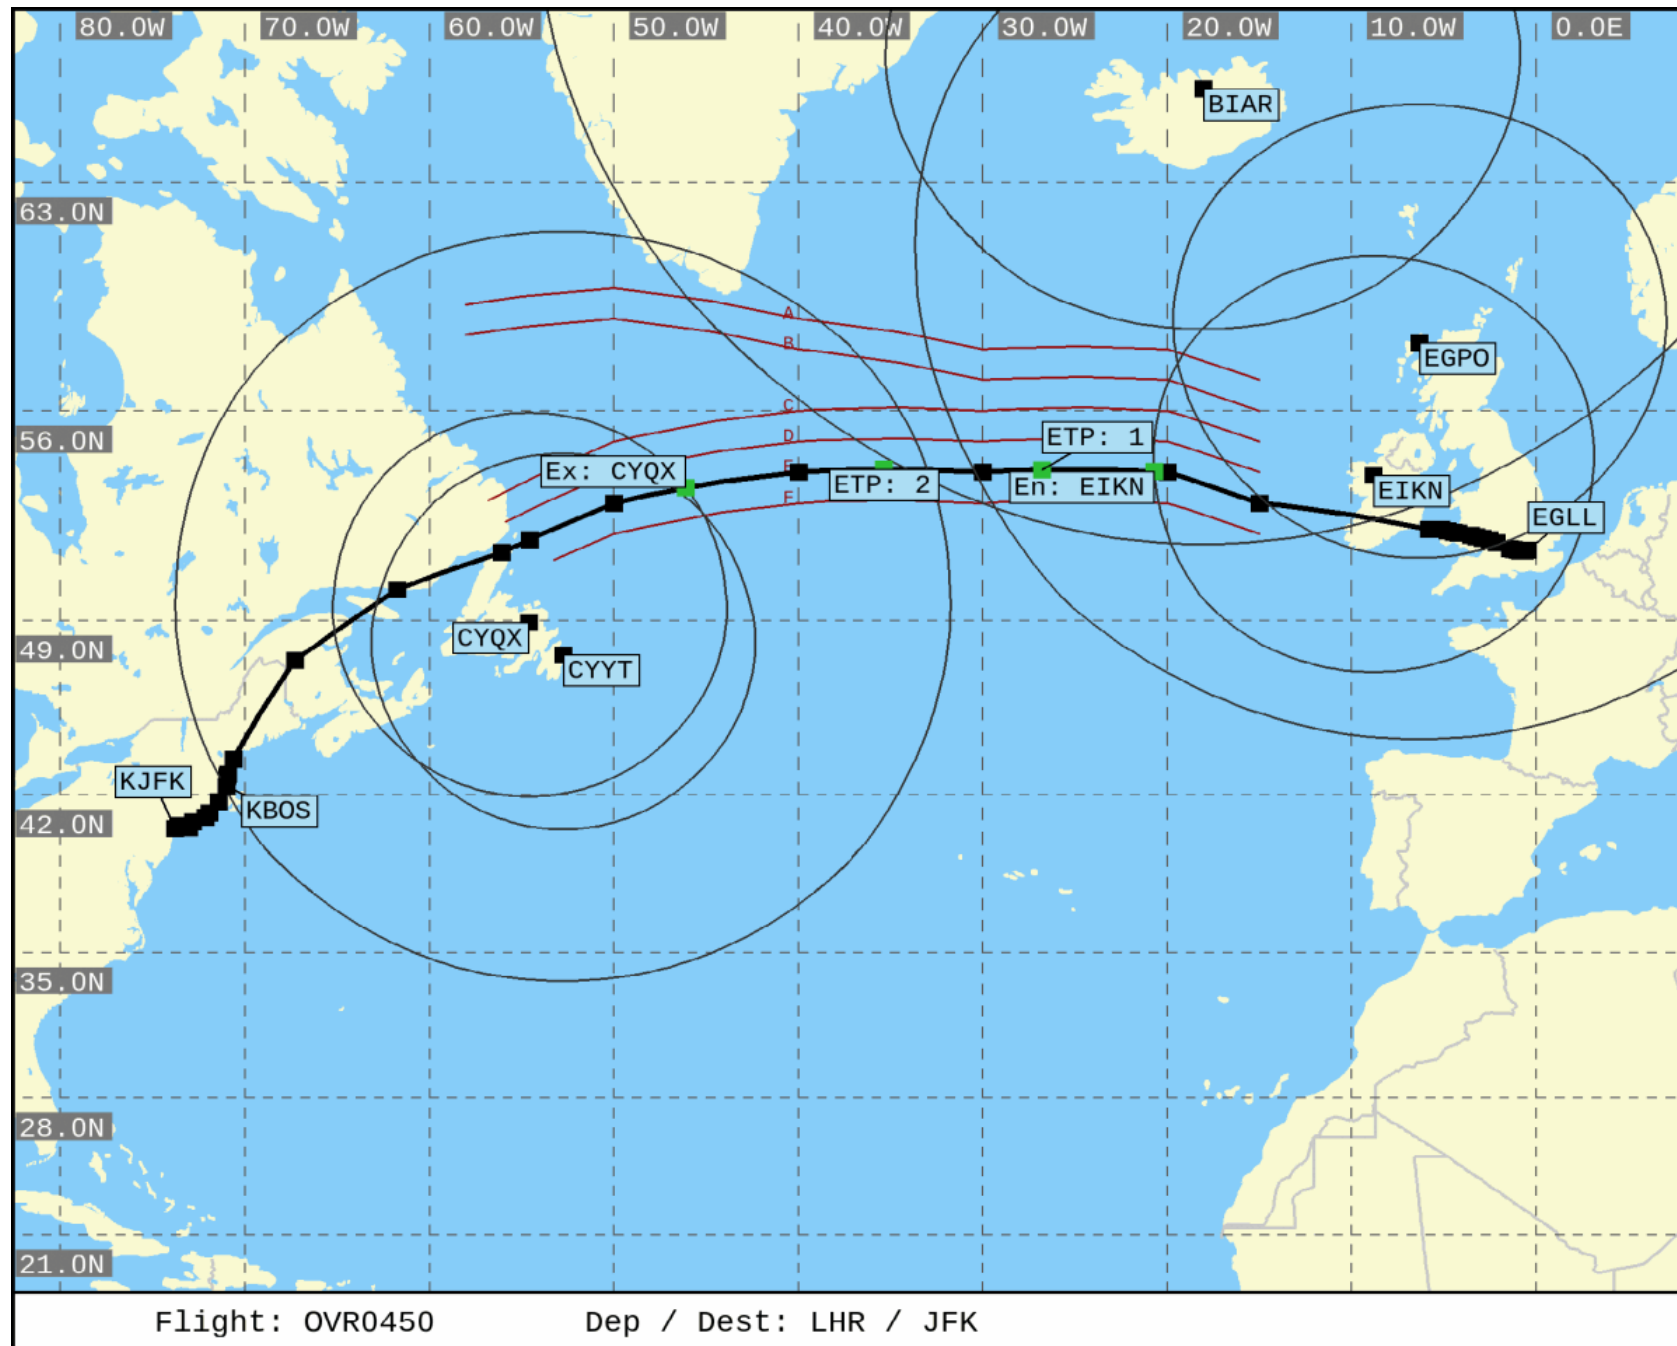 80.0W 70.0W 60.0W 50.0W 40.0W 30.0W 20.0W 10.0W 0.0E
BIAR
63.0N
A
B
EGPO
C
56.0N
D
ETP: 1
E
Ex: CYQX
ETP: 2
En: EIKN
EIKN
F
EGLL
CYQX
49.0N
CYYT
KJFK
KBOS
42.0N
35.0N
28.0N
21.0N
Flight: OVR0450 Dep / Dest: LHR / JFK